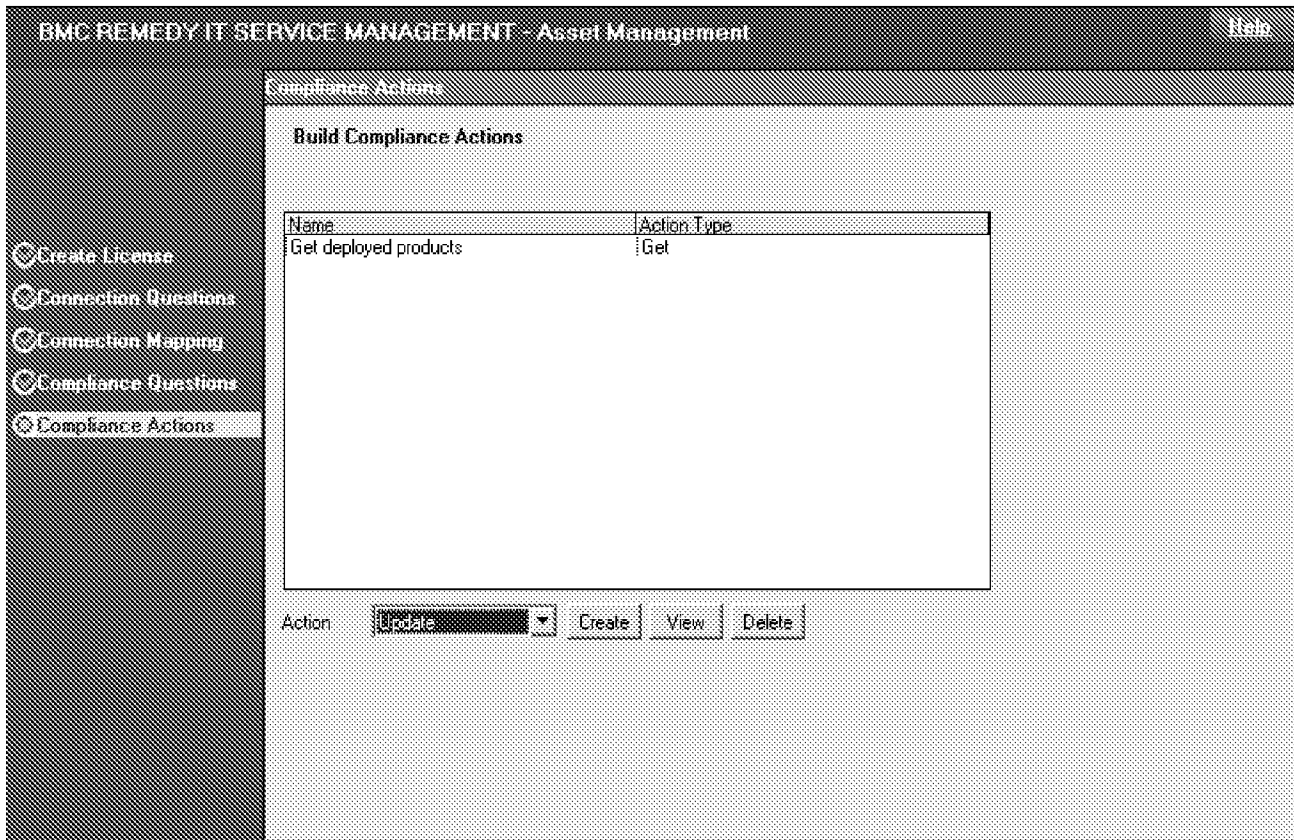 BMC REMEDY IT SERVICE MANAGEMENT - Asset Management
Help
Compliance Actions
Build Compliance Actions
Name Action Type
Get deployed products Get
Create License
Connection Questions
Connection Mapping
Compliance Questions
Compliance Actions
Action Update Create View Delete